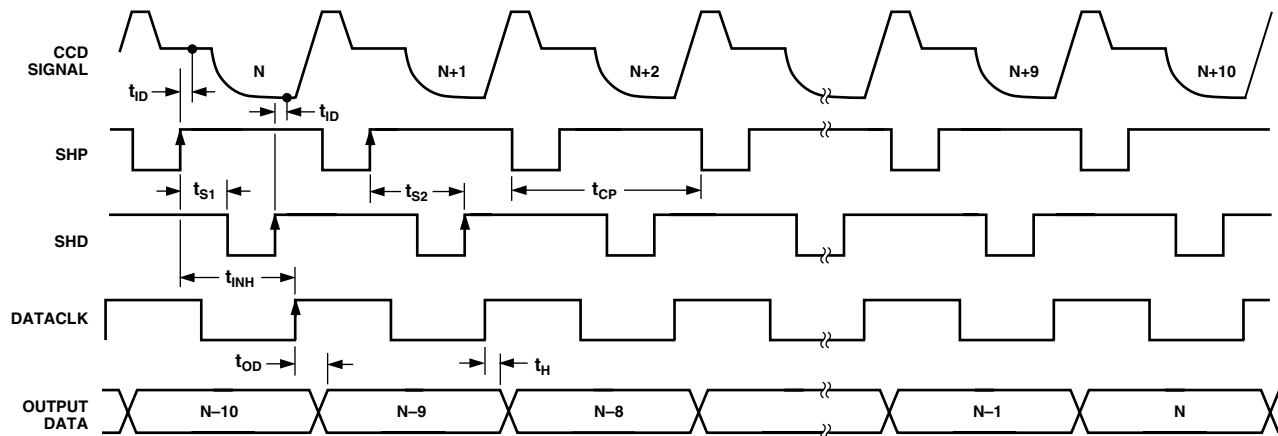 CCD
SIGNAL
N
N+1
N+2
N+9
N+10
tID
tID
SHP
tS1
tS2
tCP
SHD
tINH
DATACLK
tOD
tH
OUTPUT
DATA
N–10
N–9
N–8
N–1
N